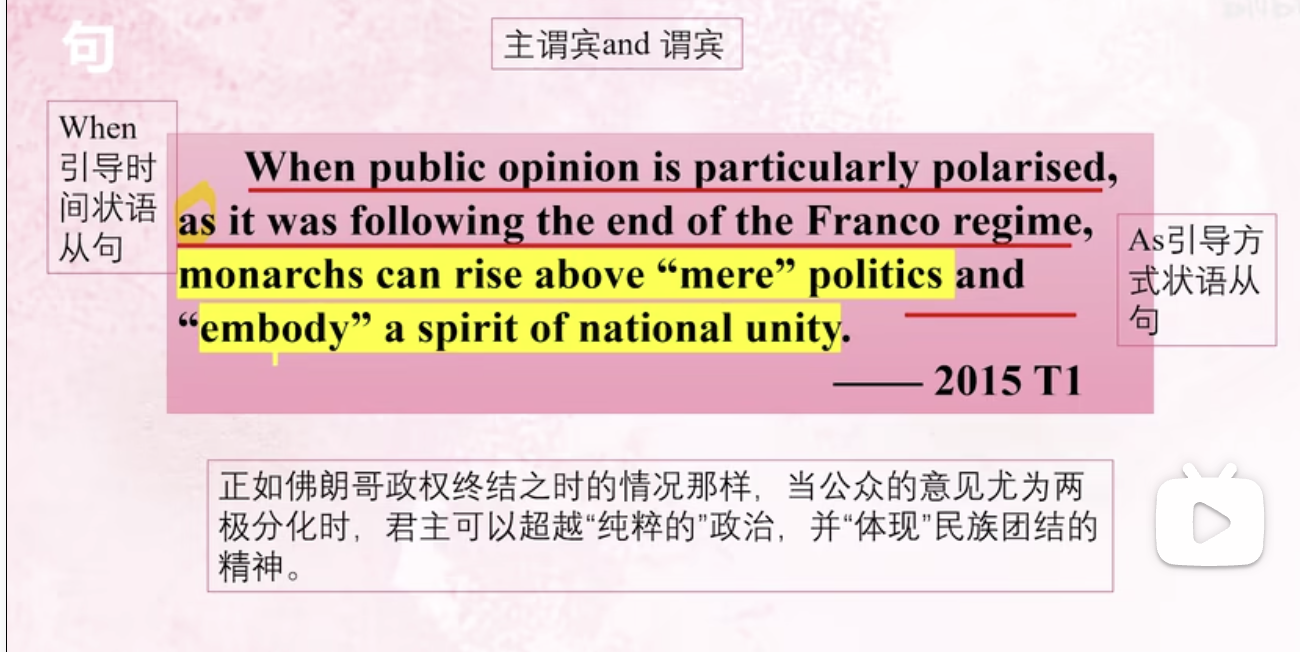 句
主谓宾and 谓宾
When
引导时
间状语
从句
When public opinion is particularly polarised,
as it was following the end of the Franco regime,
monarchs can rise above “mere” politics and
“embody” a spirit of national unity.
—— 2015 T1
As引导方
式状语从
句
正如佛朗哥政权终结之时的情况那样，当公众的意见尤为两
极分化时，君主可以超越“纯粹的”政治，并“体现”民族团结的
精神。